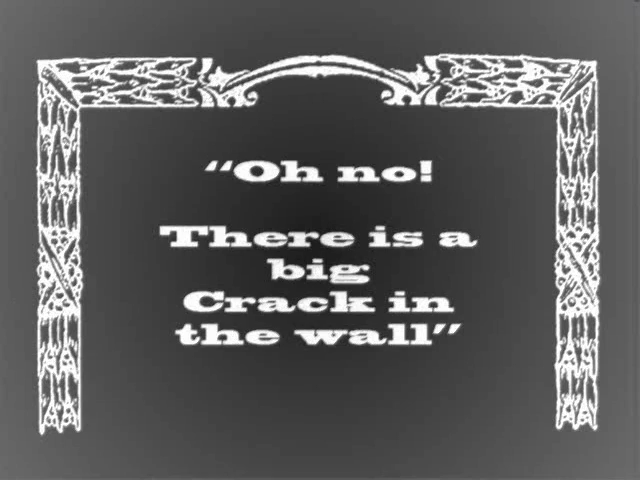 “Oh no!
There is a
big
Crack in
the wall”